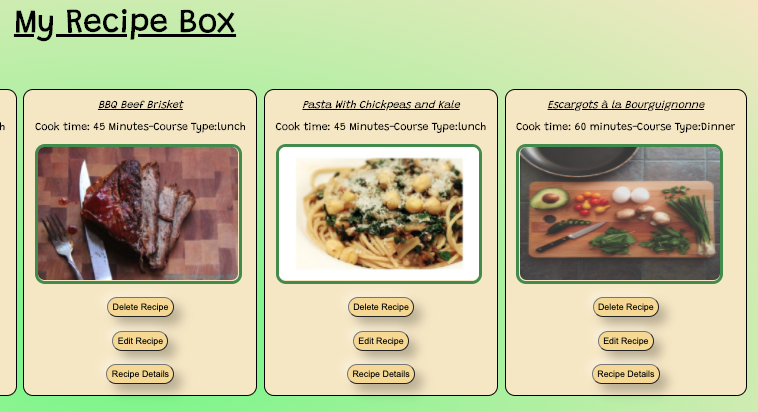 My Recipe Box
h
BBQ Beef Brisket
Cook time: 45 Minutes-Course Type:lunch
Delete Recipe
Edit Recipe
Recipe Details
Pasta With Chickpeas and Kale
Cook time: 45 Minutes-Course Type:lunch
Delete Recipe
Edit Recipe
Recipe Details
Escargots à la Bourguignonne
Cook time: 60 minutes-Course Type:Dinner
Delete Recipe
Edit Recipe
Recipe Details